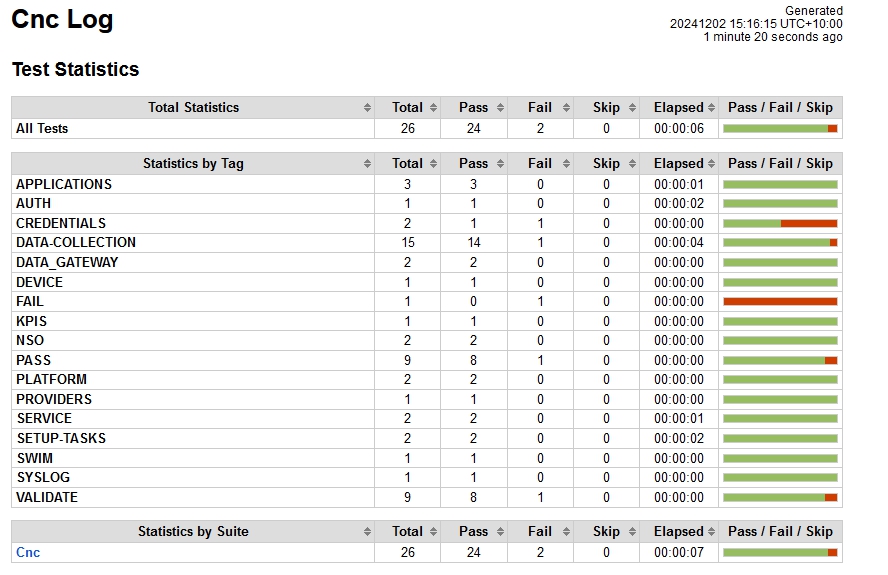 Cnc Log
Generated
20241202 15:16:15 UTC+10:00
1 minute 20 seconds ago
Test Statistics
Total Statistics Total Pass Fail Skip Elapsed Pass / Fail / Skip
All Tests 26 24 2 0 00:00:06
Statistics by Tag Total Pass Fail Skip Elapsed Pass / Fail / Skip
APPLICATIONS 3 3 0 0 00:00:01
AUTH 1 1 0 0 00:00:02
CREDENTIALS 2 1 1 0 00:00:00
DATA-COLLECTION 15 14 1 0 00:00:04
DATA_GATEWAY 2 2 0 0 00:00:00
DEVICE 1 1 0 0 00:00:00
FAIL 1 0 1 0 00:00:00
KPIS 1 1 0 0 00:00:00
NSO 2 2 0 0 00:00:00
PASS 9 8 1 0 00:00:00
PLATFORM 2 2 0 0 00:00:00
PROVIDERS 1 1 0 0 00:00:00
SERVICE 2 2 0 0 00:00:01
SETUP-TASKS 2 2 0 0 00:00:02
SWIM 1 1 0 0 00:00:00
SYSLOG 1 1 0 0 00:00:00
VALIDATE 9 8 1 0 00:00:00
Statistics by Suite Total Pass Fail Skip Elapsed Pass / Fail / Skip
Cnc 26 24 2 0 00:00:07